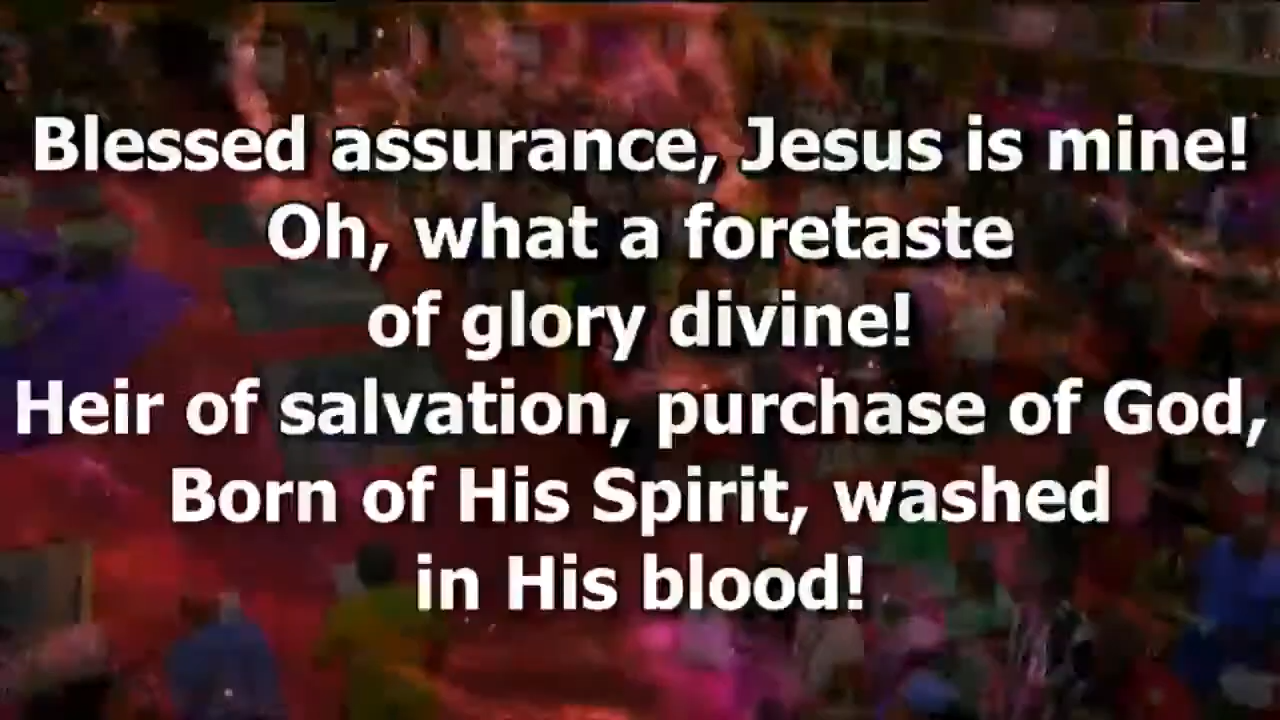 Blessed assurance, Jesus is mine!
Oh, what a foretaste
of glory divine!
Heir of salvation, purchase of God,
Born of His Spirit, washed
in His blood!